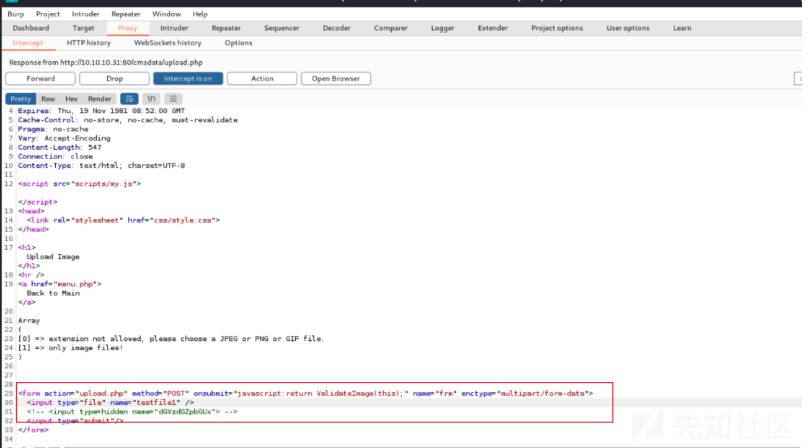 Burp Project Intruder Repeater Window Help
Dashboard Target Proxy Intruder Repeater Sequencer Decoder Comparer Logger Extender Project options User options Learn
Intercept HTTP history WebSockets history Options
Response from http://10.10.10.31:80/cmsdata/upload.php
Forward Drop Intercept is on Action Open Browser
Pretty Raw Hex Render \n
4 Expires: Thu, 19 Nov 1981 08:52:00 GMT
5 Cache-Control: no-store, no-cache, must-revalidate
6 Pragma: no-cache
7 Vary: Accept-Encoding
8 Content-Length: 547
9 Connection: close
10 Content-Type: text/html; charset=UTF-8
11
12 <script src="scripts/my.js">
</script>
13 <head>
14 <link rel="stylesheet" href="css/style.css">
15 </head>
16
17 <h1>
Upload Image
</h1>
18 <hr />
19 <a href="menu.php">
Back to Main
</a>
20
21 Array
22 (
23 [0] => extension not allowed, please choose a JPEG or PNG or GIF file.
24 [1] => only image files!
25 )
26
27
28
29 <form action="upload.php" method="POST" onsubmit="javascript:return ValidateImage(this);" name="frm" enctype="multipart/form-data">
30 <input type="file" name="testfile1" />
31 <!-- <input type=hidden name="dGVzdGZpbGUx"> -->
32 <input type="submit"/>
33 </form>
34
先知社区